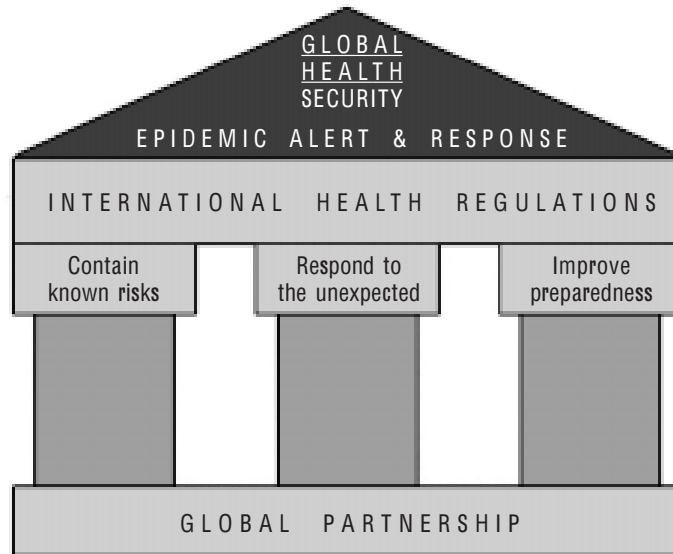 GLOBAL
HEALTH
SECURITY
EPIDEMIC ALERT & RESPONSE
INTERNATIONAL HEALTH REGULATIONS
Contain
known risks
Respond to
the unexpected
Improve
preparedness
GLOBAL PARTNERSHIP